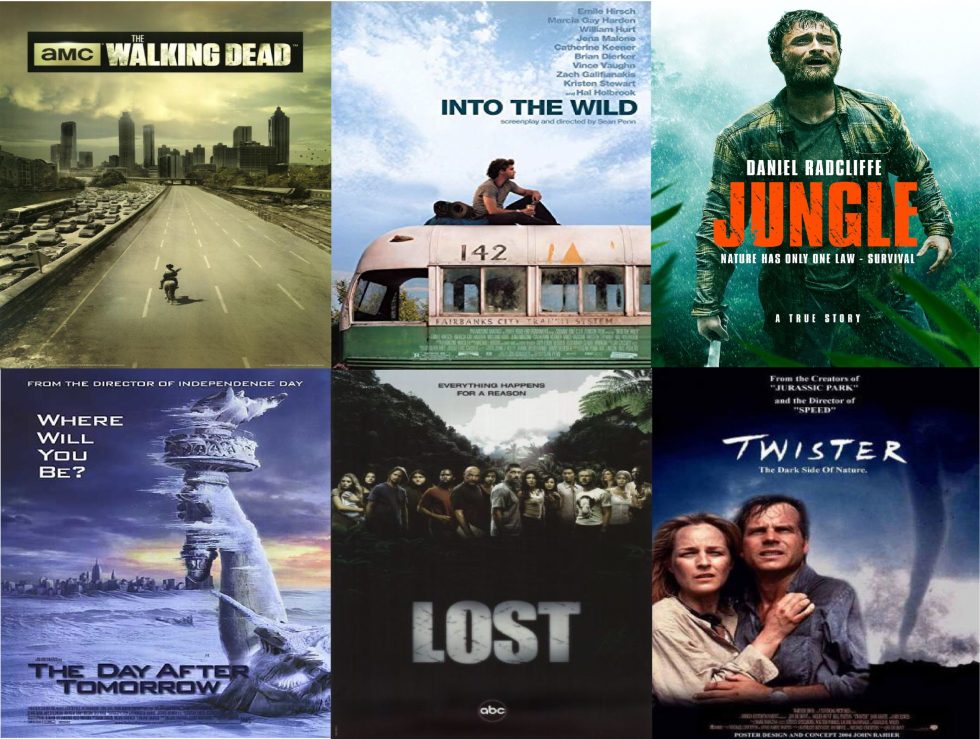 amc THE WALKING DEAD
Emile Hirsch
Marcia Gay Harden
William Hurt
Jena Malone
Catherine Keener
Brian Dierker
Vince Vaughn
Zach Galifianakis
Kristen Stewart
and Hal Holbrook
INTO THE WILD
screenplay and directed by Sean Penn
142
FAIRBANKS CITY TRANSIT SYSTEM
DANIEL RADCLIFFE
JUNGLE
NATURE HAS ONLY ONE LAW - SURVIVAL
A TRUE STORY
FROM THE DIRECTOR OF INDEPENDENCE DAY
WHERE
WILL
YOU
BE?
THE DAY AFTER
TOMORROW
EVERYTHING HAPPENS
FOR A REASON
LOST
abc
From the Creators of
"JURASSIC PARK"
and the Director of
"SPEED"
TWISTER
The Dark Side Of Nature.
POSTER DESIGN AND CONCEPT 2004 JOHN RAHIER